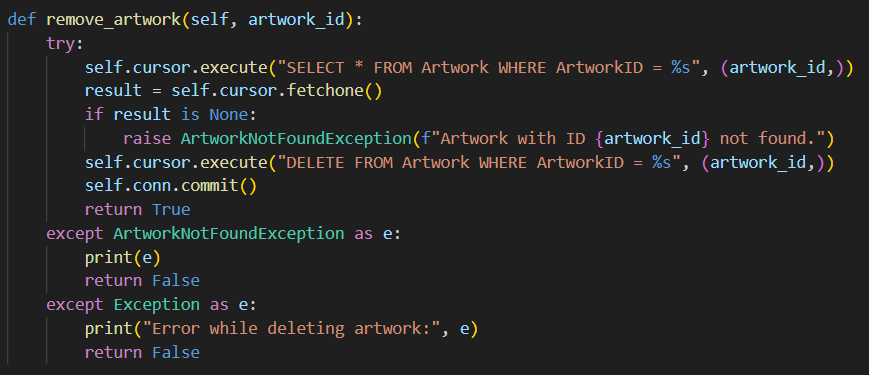 def remove_artwork(self, artwork_id):
    try:
        self.cursor.execute("SELECT * FROM Artwork WHERE ArtworkID = %s", (artwork_id,))
        result = self.cursor.fetchone()
        if result is None:
            raise ArtworkNotFoundException(f"Artwork with ID {artwork_id} not found.")
        self.cursor.execute("DELETE FROM Artwork WHERE ArtworkID = %s", (artwork_id,))
        self.conn.commit()
        return True
    except ArtworkNotFoundException as e:
        print(e)
        return False
    except Exception as e:
        print("Error while deleting artwork:", e)
        return False